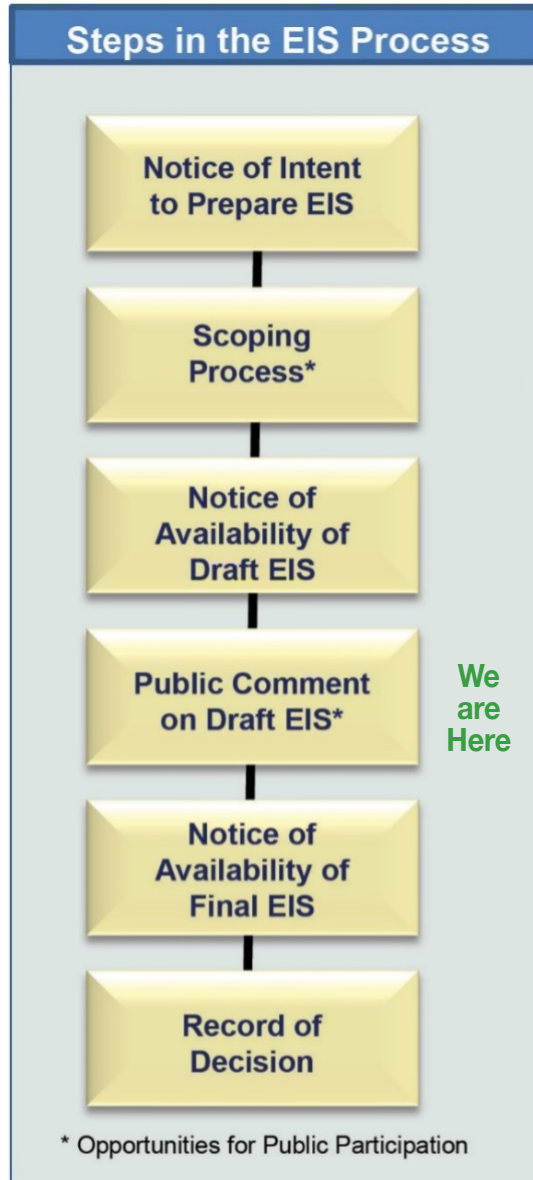 Steps in the EIS Process
Notice of Intent
to Prepare EIS
Scoping
Process*
Notice of
Availability of
Draft EIS
Public Comment
on Draft EIS*
We
are
Here
Notice of
Availability of
Final EIS
Record of
Decision
* Opportunities for Public Participation